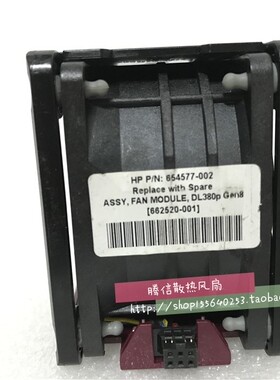 HP P/N: 654577-002
Replace with Spare
ASSY, FAN MODULE, DL380p Gen8
[662520-001]
腾信散热风扇
http://shop135640253.taobao